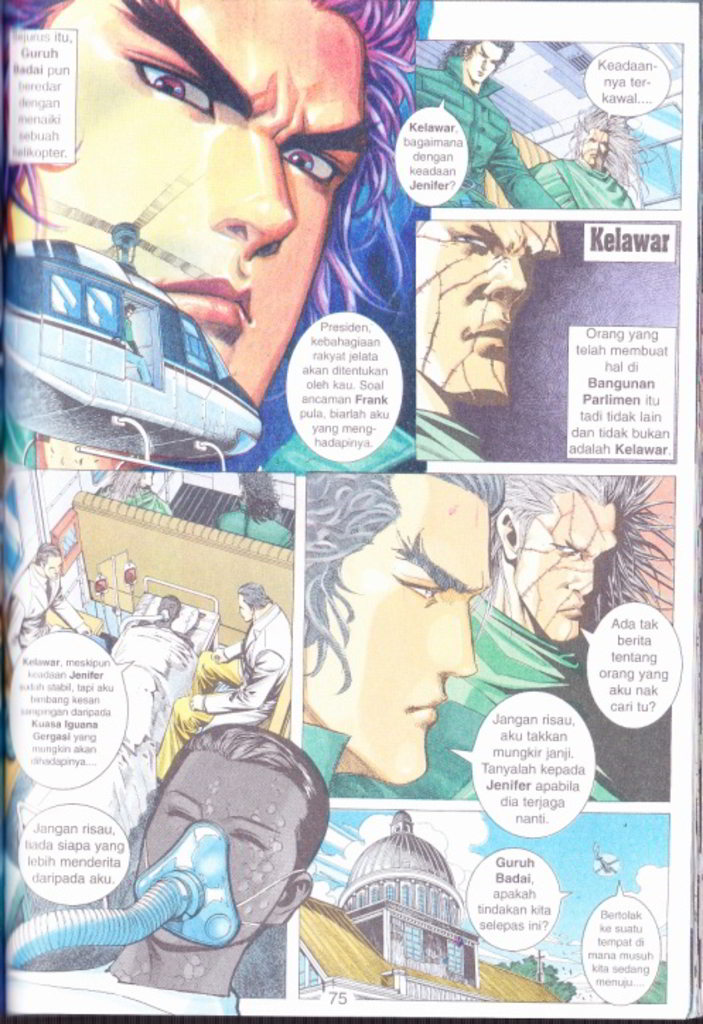 Sejurus itu,
Guruh
Badai pun
beredar
dengan
menaiki
sebuah
helikopter.
Presiden,
kebahagiaan
rakyat jelata
akan ditentukan
oleh kau. Soal
ancaman Frank
pula, biarlah aku
yang meng-
hadapinya.
Kelawar,
bagaimana
dengan
keadaan
Jenifer?
Keadaan-
nya ter-
kawal....
Kelawar
Orang yang
telah membuat
hal di
Bangunan
Parlimen itu
tadi tidak lain
dan tidak bukan
adalah Kelawar.
Kelawar, meskipun
keadaan Jenifer
sudah stabil, tapi aku
bimbang kesan
sampingan daripada
Kuasa Iguana
Gergasi yang
mungkin akan
dihadapinya....
Jangan risau,
tiada siapa yang
lebih menderita
daripada aku.
Ada tak
berita
tentang
orang yang
aku nak
cari tu?
Jangan risau,
aku takkan
mungkir janji.
Tanyalah kepada
Jenifer apabila
dia terjaga
nanti.
Guruh
Badai,
apakah
tindakan kita
selepas ini?
Bertolak
ke suatu
tempat di
mana musuh
kita sedang
menuju....
75